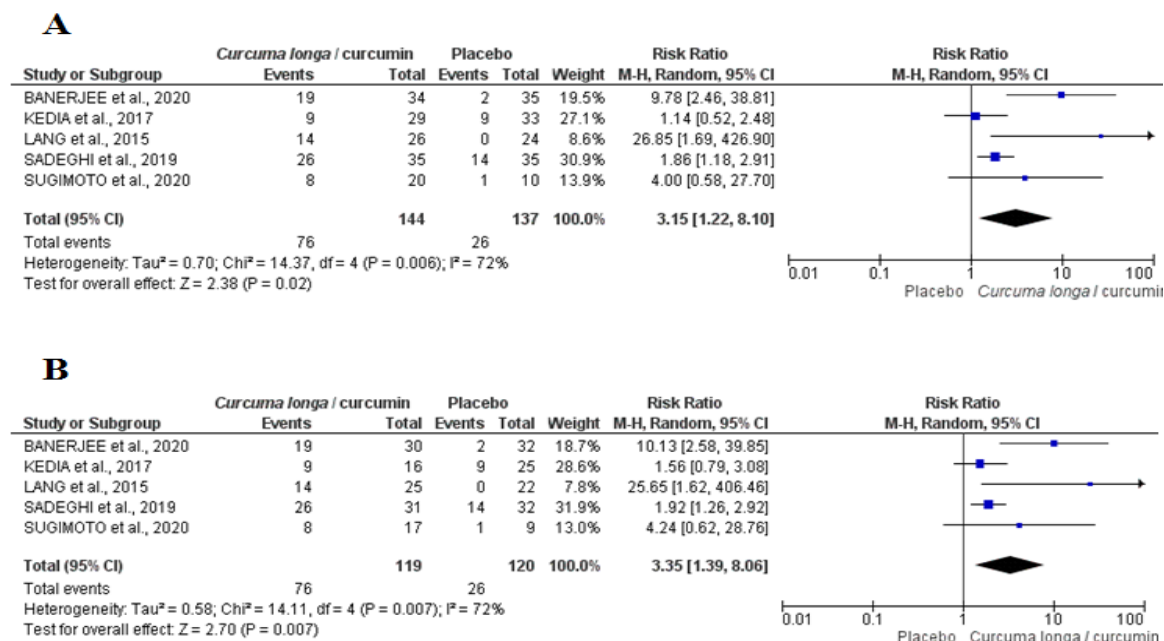 A
Curcuma longa / curcumin Placebo Risk Ratio Risk Ratio
Study or Subgroup Events Total Events Total Weight M-H, Random, 95% CI M-H, Random, 95% CI
BANERJEE et al., 2020 19 34 2 35 19.5% 9.78 [2.46, 38.81]
KEDIA et al., 2017 9 29 9 33 27.1% 1.14 [0.52, 2.48]
LANG et al., 2015 14 26 0 24 8.6% 26.85 [1.69, 426.90]
SADEGHI et al., 2019 26 35 14 35 30.9% 1.86 [1.18, 2.91]
SUGIMOTO et al., 2020 8 20 1 10 13.9% 4.00 [0.58, 27.70]
Total (95% CI) 144 137 100.0% 3.15 [1.22, 8.10]
Total events 76 26
Heterogeneity: Tau² = 0.70; Chi² = 14.37, df = 4 (P = 0.006); I² = 72%
Test for overall effect: Z = 2.38 (P = 0.02)
0.01 0.1 1 10 100
Placebo Curcuma longa / curcumin
B
Curcuma longa / curcumin Placebo Risk Ratio Risk Ratio
Study or Subgroup Events Total Events Total Weight M-H, Random, 95% CI M-H, Random, 95% CI
BANERJEE et al., 2020 19 30 2 32 18.7% 10.13 [2.58, 39.85]
KEDIA et al., 2017 9 16 9 25 28.6% 1.56 [0.79, 3.08]
LANG et al., 2015 14 25 0 22 7.8% 25.65 [1.62, 406.46]
SADEGHI et al., 2019 26 31 14 32 31.9% 1.92 [1.26, 2.92]
SUGIMOTO et al., 2020 8 17 1 9 13.0% 4.24 [0.62, 28.76]
Total (95% CI) 119 120 100.0% 3.35 [1.39, 8.06]
Total events 76 26
Heterogeneity: Tau² = 0.58; Chi² = 14.11, df = 4 (P = 0.007); I² = 72%
Test for overall effect: Z = 2.70 (P = 0.007)
0.01 0.1 1 10 100
Placebo Curcuma longa / curcumin